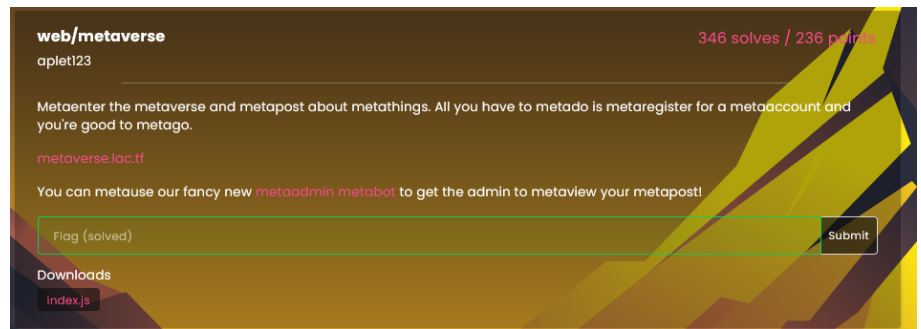 web/metaverse
346 solves / 236 points
aplet123
Metaenter the metaverse and metapost about metathings. All you have to metado is metaregister for a metaaccount and
you're good to metago.
metaverse.lac.tf
You can metause our fancy new metaadmin metabot to get the admin to metaview your metapost!
Flag (solved)
Submit
Downloads
index.js